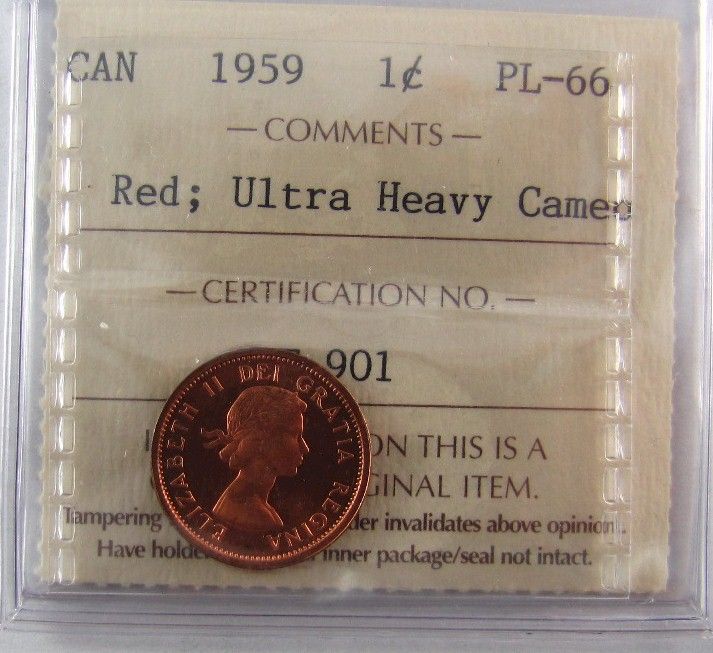 CAN 1959 1¢ PL-66
— COMMENTS —
Red; Ultra Heavy Cameo
— CERTIFICATION NO. —
901
ELIZABETH II DEI GRATIA REGINA
ON THIS IS A
GINAL ITEM.
Tampering der invalidates above opinion.
Have holde inner package/seal not intact.